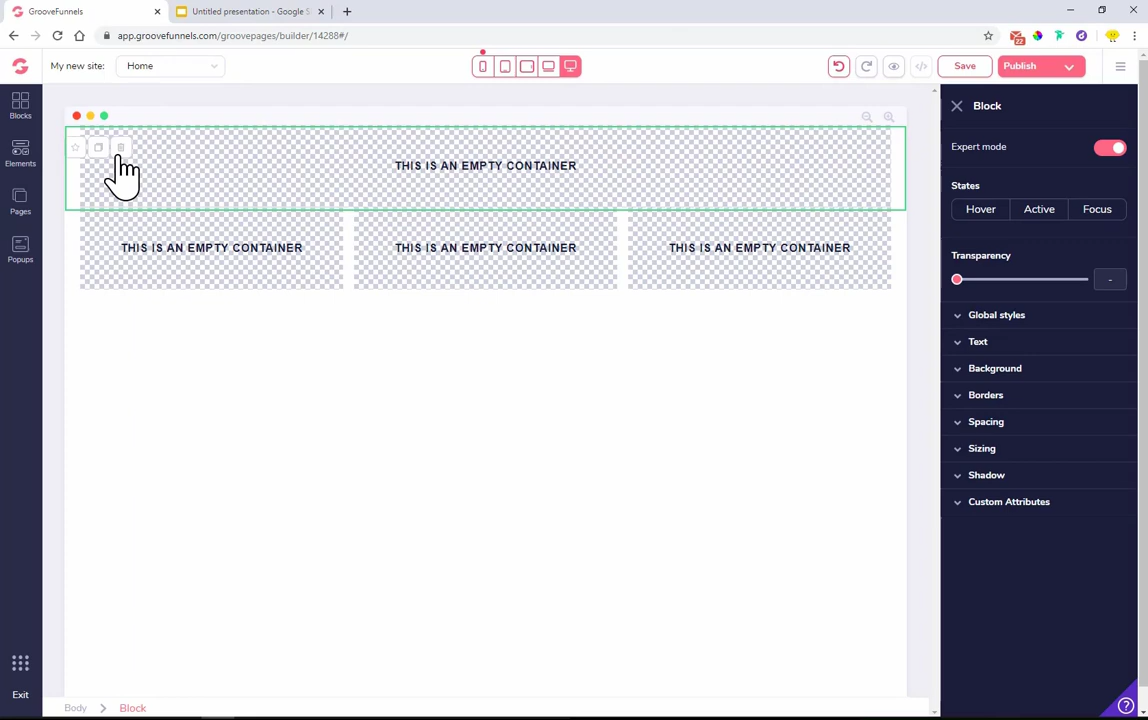 GrooveFunnels
Untitled presentation - Google S
app.groovefunnels.com/groovepages/builder/14288#/
22
My new site:
Home
Save
Publish
Blocks
Elements
Pages
Popups
Exit
THIS IS AN EMPTY CONTAINER
THIS IS AN EMPTY CONTAINER
THIS IS AN EMPTY CONTAINER
THIS IS AN EMPTY CONTAINER
Body
Block
Block
Expert mode
States
Hover
Active
Focus
Transparency
-
Global styles
Text
Background
Borders
Spacing
Sizing
Shadow
Custom Attributes